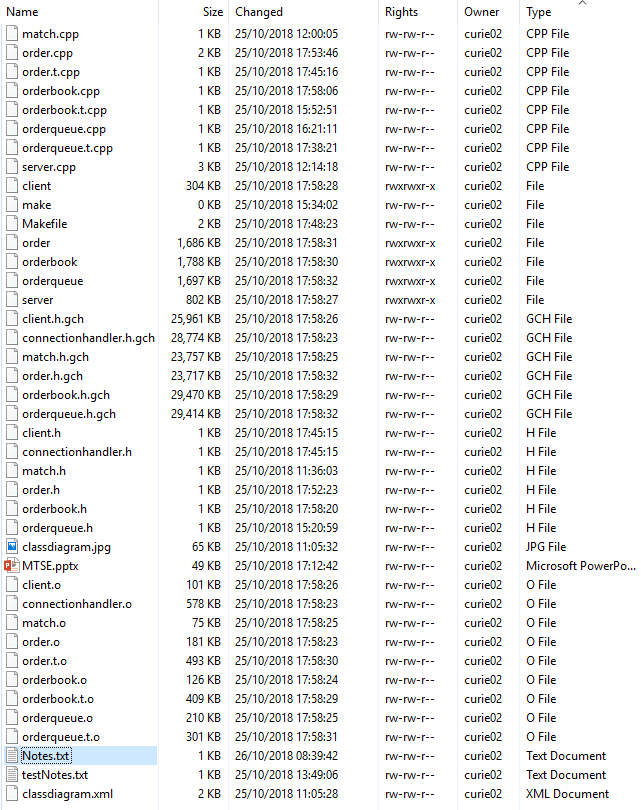 Name Size Changed Rights Owner Type
match.cpp 1 KB 25/10/2018 12:00:05 rw-rw-r-- curie02 CPP File
order.cpp 2 KB 25/10/2018 17:53:46 rw-rw-r-- curie02 CPP File
order.t.cpp 1 KB 25/10/2018 17:45:16 rw-rw-r-- curie02 CPP File
orderbook.cpp 1 KB 25/10/2018 17:58:06 rw-rw-r-- curie02 CPP File
orderbook.t.cpp 1 KB 25/10/2018 15:52:51 rw-rw-r-- curie02 CPP File
orderqueue.cpp 1 KB 25/10/2018 16:21:11 rw-rw-r-- curie02 CPP File
orderqueue.t.cpp 1 KB 25/10/2018 17:38:21 rw-rw-r-- curie02 CPP File
server.cpp 3 KB 25/10/2018 12:14:18 rw-rw-r-- curie02 CPP File
client 304 KB 25/10/2018 17:58:28 rwxrwxr-x curie02 File
make 0 KB 25/10/2018 15:34:02 rw-rw-r-- curie02 File
Makefile 2 KB 25/10/2018 17:48:23 rw-rw-r-- curie02 File
order 1,686 KB 25/10/2018 17:58:31 rwxrwxr-x curie02 File
orderbook 1,788 KB 25/10/2018 17:58:30 rwxrwxr-x curie02 File
orderqueue 1,697 KB 25/10/2018 17:58:32 rwxrwxr-x curie02 File
server 802 KB 25/10/2018 17:58:27 rwxrwxr-x curie02 File
client.h.gch 25,961 KB 25/10/2018 17:58:26 rw-rw-r-- curie02 GCH File
connectionhandler.h.gch 28,774 KB 25/10/2018 17:58:23 rw-rw-r-- curie02 GCH File
match.h.gch 23,757 KB 25/10/2018 17:58:25 rw-rw-r-- curie02 GCH File
order.h.gch 23,717 KB 25/10/2018 17:58:32 rw-rw-r-- curie02 GCH File
orderbook.h.gch 29,470 KB 25/10/2018 17:58:29 rw-rw-r-- curie02 GCH File
orderqueue.h.gch 29,414 KB 25/10/2018 17:58:32 rw-rw-r-- curie02 GCH File
client.h 1 KB 25/10/2018 17:45:15 rw-rw-r-- curie02 H File
connectionhandler.h 1 KB 25/10/2018 17:45:15 rw-rw-r-- curie02 H File
match.h 1 KB 25/10/2018 11:36:03 rw-rw-r-- curie02 H File
order.h 1 KB 25/10/2018 17:52:23 rw-rw-r-- curie02 H File
orderbook.h 1 KB 25/10/2018 17:58:20 rw-rw-r-- curie02 H File
orderqueue.h 1 KB 25/10/2018 15:20:59 rw-rw-r-- curie02 H File
classdiagram.jpg 65 KB 25/10/2018 11:05:32 rw-rw-r-- curie02 JPG File
MTSE.pptx 49 KB 25/10/2018 17:12:42 rw-rw-r-- curie02 Microsoft PowerPo...
client.o 101 KB 25/10/2018 17:58:26 rw-rw-r-- curie02 O File
connectionhandler.o 578 KB 25/10/2018 17:58:23 rw-rw-r-- curie02 O File
match.o 75 KB 25/10/2018 17:58:25 rw-rw-r-- curie02 O File
order.o 181 KB 25/10/2018 17:58:23 rw-rw-r-- curie02 O File
order.t.o 493 KB 25/10/2018 17:58:30 rw-rw-r-- curie02 O File
orderbook.o 126 KB 25/10/2018 17:58:24 rw-rw-r-- curie02 O File
orderbook.t.o 409 KB 25/10/2018 17:58:29 rw-rw-r-- curie02 O File
orderqueue.o 210 KB 25/10/2018 17:58:25 rw-rw-r-- curie02 O File
orderqueue.t.o 301 KB 25/10/2018 17:58:31 rw-rw-r-- curie02 O File
Notes.txt 1 KB 26/10/2018 08:39:42 rw-rw-r-- curie02 Text Document
testNotes.txt 1 KB 25/10/2018 13:49:06 rw-rw-r-- curie02 Text Document
classdiagram.xml 2 KB 25/10/2018 11:05:28 rw-rw-r-- curie02 XML Document